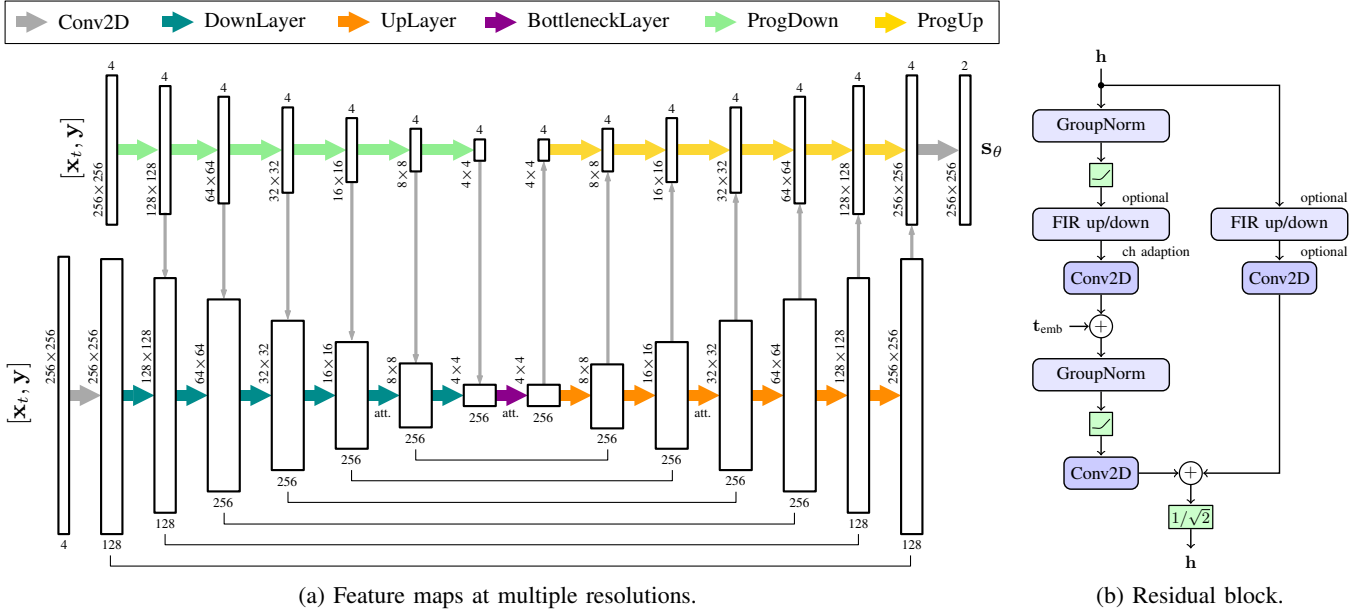 Conv2D DownLayer UpLayer BottleneckLayer ProgDown ProgUp
4 4 4 4 4 4 4 4 4 4 4 4 4 4 2
[x_t, y]
256×256 128×128 64×64 32×32 16×16 8×8 4×4 4×4 8×8 16×16 32×32 64×64 128×128 256×256 256×256
s_θ
[x_t, y]
256×256 256×256 128×128 64×64 32×32 16×16 8×8 4×4 4×4 8×8 16×16 32×32 64×64 128×128 256×256
att. att. att.
4 128 128 256 256 256 256 256 256 256 256 256 256 128 128
(a) Feature maps at multiple resolutions.
h
GroupNorm
optional
FIR up/down
ch adaption
Conv2D
t_emb
+
GroupNorm
Conv2D
optional
FIR up/down
optional
Conv2D
+
1/√2
h
(b) Residual block.